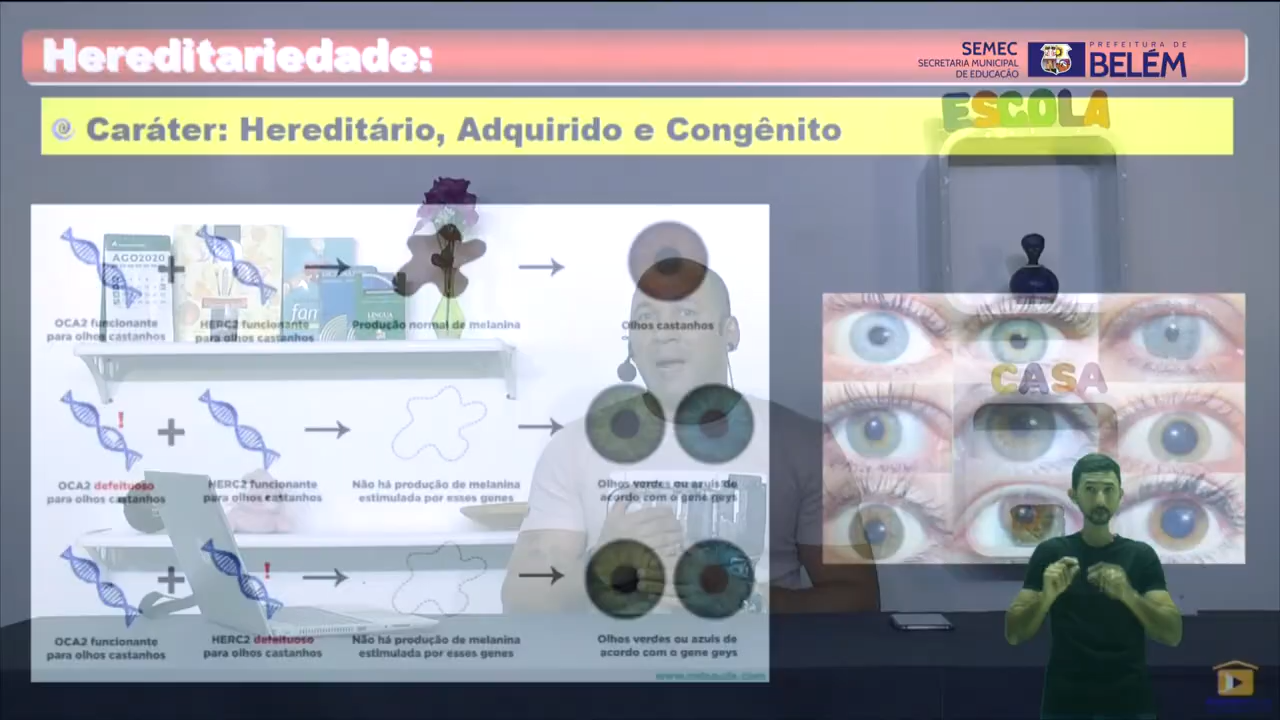 Hereditariedade:
SEMEC
SECRETARIA MUNICIPAL
DE EDUCAÇÃO
PREFEITURA DE
BELÉM
ESCOLA
Caráter: Hereditário, Adquirido e Congênito
AGO2020
LÍNGUA
OCA2 funcionante
para olhos castanhos
HERC2 funcionante
para olhos castanhos
Produção normal de melanina
Olhos castanhos
CASA
OCA2 defeituoso
para olhos castanhos
HERC2 funcionante
para olhos castanhos
Não há produção de melanina
estimulada por esses genes
Olhos verdes ou azuis de
acordo com o gene geys
OCA2 funcionante
para olhos castanhos
HERC2 defeituoso
para olhos castanhos
Não há produção de melanina
estimulada por esses genes
Olhos verdes ou azuis de
acordo com o gene geys